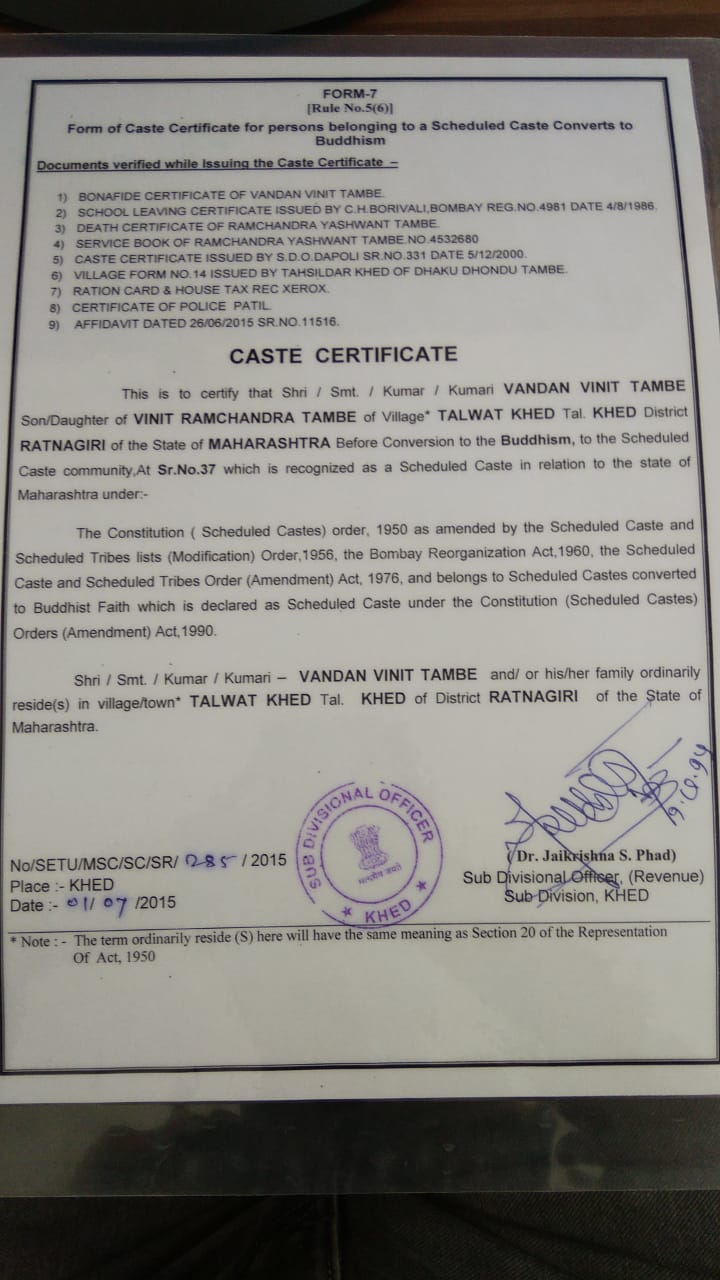 FORM-7
[Rule No.5(6)]
Form of Caste Certificate for persons belonging to a Scheduled Caste Converts to
Buddhism
Documents verified while Issuing the Caste Certificate –
1) BONAFIDE CERTIFICATE OF VANDAN VINIT TAMBE.
2) SCHOOL LEAVING CERTIFICATE ISSUED BY C.H.BORIVALI,BOMBAY REG.NO.4981 DATE 4/8/1986.
3) DEATH CERTIFICATE OF RAMCHANDRA YASHWANT TAMBE.
4) SERVICE BOOK OF RAMCHANDRA YASHWANT TAMBE.NO.4532680
5) CASTE CERTIFICATE ISSUED BY S.D.O.DAPOLI SR.NO.331 DATE 5/12/2000.
6) VILLAGE FORM NO.14 ISSUED BY TAHSILDAR KHED OF DHAKU DHONDU TAMBE.
7) RATION CARD & HOUSE TAX REC XEROX.
8) CERTIFICATE OF POLICE PATIL
9) AFFIDAVIT DATED 26/06/2015 SR.NO.11516.
CASTE CERTIFICATE
This is to certify that Shri / Smt. / Kumar / Kumari VANDAN VINIT TAMBE
Son/Daughter of VINIT RAMCHANDRA TAMBE of Village* TALWAT KHED Tal. KHED District
RATNAGIRI of the State of MAHARASHTRA Before Conversion to the Buddhism, to the Scheduled
Caste community,At Sr.No.37 which is recognized as a Scheduled Caste in relation to the state of
Maharashtra under:-
The Constitution ( Scheduled Castes) order, 1950 as amended by the Scheduled Caste and
Scheduled Tribes lists (Modification) Order,1956, the Bombay Reorganization Act,1960, the Scheduled
Caste and Scheduled Tribes Order (Amendment) Act, 1976, and belongs to Scheduled Castes converted
to Buddhist Faith which is declared as Scheduled Caste under the Constitution (Scheduled Castes)
Orders (Amendment) Act,1990.
Shri / Smt. / Kumar / Kumari – VANDAN VINIT TAMBE and/ or his/her family ordinarily
reside(s) in village/town* TALWAT KHED Tal. KHED of District RATNAGIRI of the State of
Maharashtra.
SUB DIVISIONAL OFFICER
सत्यमेव जयते
★ KHED ★
No/SETU/MSC/SC/SR/ 285 / 2015
Place :- KHED
Date :- 01/ 07 /2015
(Dr. Jaikrishna S. Phad)
Sub Divisional Officer, (Revenue)
Sub Division, KHED
* Note : - The term ordinarily reside (S) here will have the same meaning as Section 20 of the Representation
Of Act, 1950